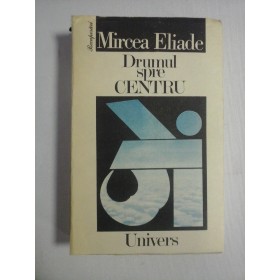 Mircea Eliade
Drumul
spre
CENTRU
Univers